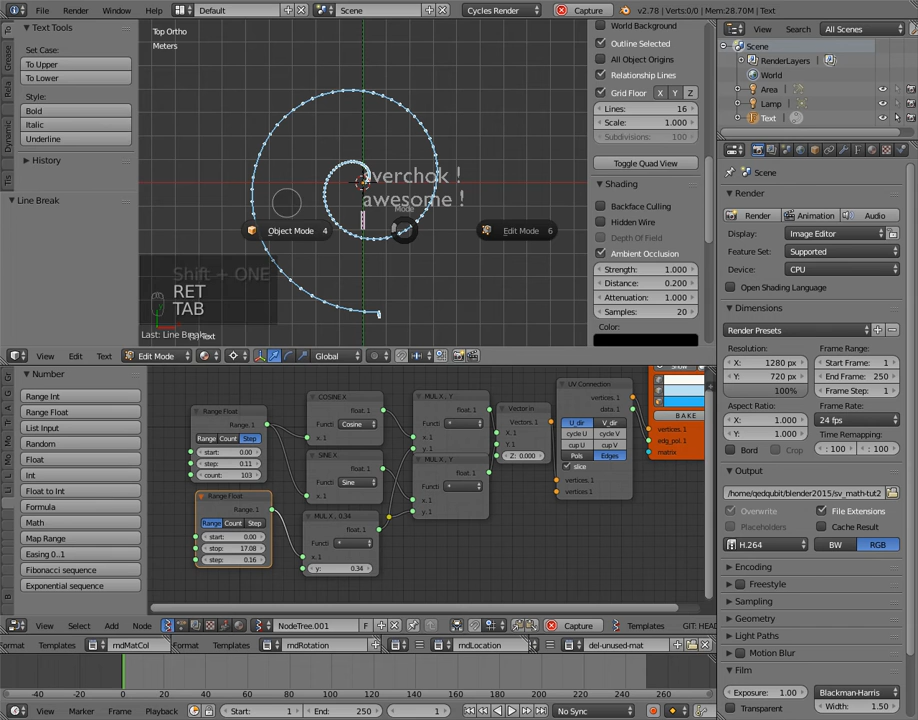 File
Render
Window
Help
Default
Scene
Cycles Render
Capture
v2.78 | Verts:0/0 | Mem:28.70M | Text
Text Tools
Set Case:
To Upper
To Lower
Style:
Bold
Italic
Underline
History
Line Break
Top Ortho
Meters
sverchok !
awesome !
Mode
Object Mode 4
Edit Mode 6
Shift + ONE
RET
TAB
Last: Line Break
(1) Text
World Background
Outline Selected
All Object Origins
Relationship Lines
Grid Floor X Y Z
Lines: 16
Scale: 1.000
Subdivisions: 100
Toggle Quad View
Shading
Backface Culling
Hidden Wire
Depth Of Field
Ambient Occlusion
Strength: 1.000
Distance: 0.200
Attenuation: 1.000
Samples: 20
Color:
View
Edit
Text
Edit Mode
Global
View
Search
All Scenes
Scene
RenderLayers
World
Area
Lamp
Text
Scene
Render
Render
Animation
Audio
Display:
Image Editor
Feature Set:
Supported
Device:
CPU
Open Shading Language
Dimensions
Render Presets
Resolution:
Frame Range:
X: 1280 px
Start Frame: 1
Y: 720 px
End Frame: 250
100%
Frame Step: 1
Aspect Ratio:
Frame Rate:
X: 1.000
24 fps
Y: 1.000
Time Remapping:
Bord
Crop
: 100
: 100
Output
/home/qedqubit/blender2015/sv_math-tut2
Overwrite
File Extensions
Placeholders
Cache Result
H.264
BW
RGB
Encoding
Freestyle
Sampling
Geometry
Light Paths
Motion Blur
Film
Exposure: 1.00
Blackman-Harris
Transparent
Width: 1.50
Number
Range Int
Range Float
List Input
Random
Float
Int
Float to Int
Formula
Math
Map Range
Easing 0..1
Fibonacci sequence
Exponential sequence
Range Float
Range.1
Range Count Step
start: 0.00
step: 0.11
count: 103
Range Float
Range.1
Range Count Step
start: 0.00
stop: 17.08
step: 0.16
COSINE X
float.1
Functi
Cosine
x.1
SINE X
float.1
Functi
Sine
x.1
MUL X , 0.34
float.1
Functi
*
x.1
y: 0.34
MUL X , Y
float.1
Functi
*
x.1
y.1
MUL X , Y
float.1
Functi
*
x.1
y.1
Vector in
Vectors.1
X.1
Y.1
Z: 0.000
UV Connection
vertices.1
data.1
U_dir V_dir
cycle U cycle V
cup U cup V
Pols Edges
slice
vertices.1
vertices.1
Show
BAKE
vertices.1
edg_pol.1
matrix
View
Select
Add
Node
NodeTree.001
F
Capture
Templates
GIT: HEAD
Format
Templates
rndMatCol
Format
Templates
rndRotation
rndLocation
del-unused-mat
-40
-20
0
20
40
60
80
100
120
140
160
180
200
220
240
260
280
View
Marker
Frame
Playback
Start: 1
End: 250
1
No Sync